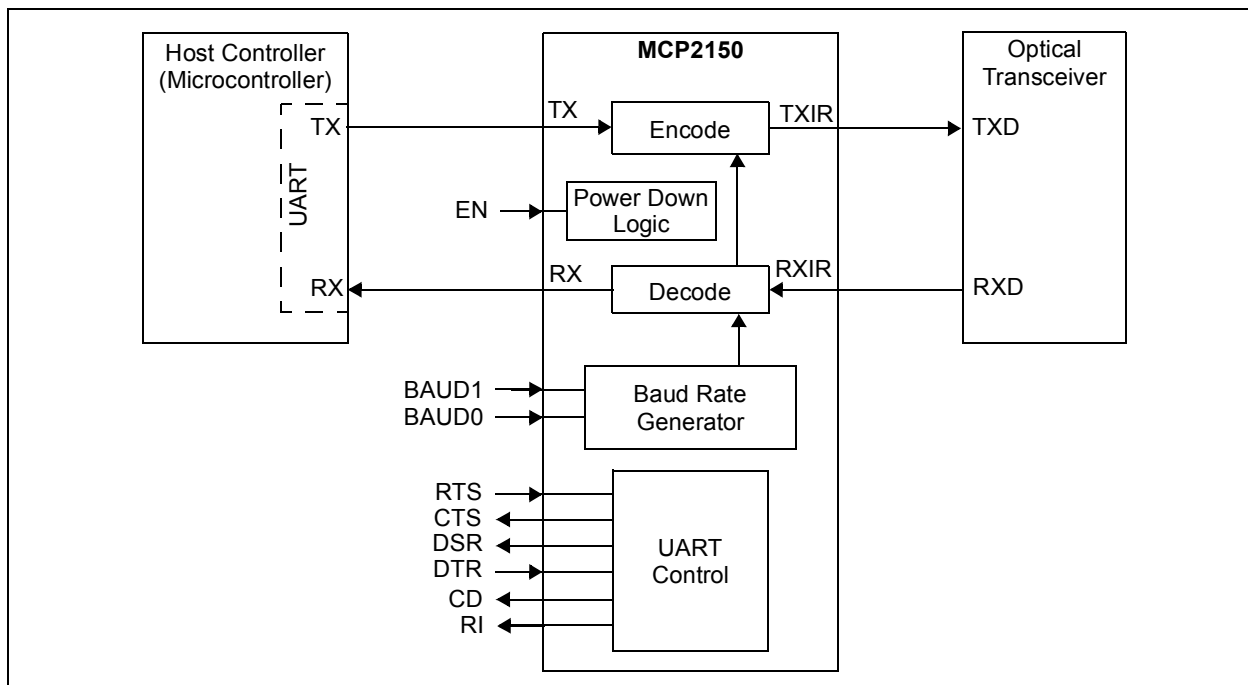 Host Controller
(Microcontroller)
UART
TX
RX
MCP2150
TX
Encode
TXIR
EN
Power Down
Logic
RX
Decode
RXIR
BAUD1
BAUD0
Baud Rate
Generator
RTS
CTS
DSR
DTR
CD
RI
UART
Control
Optical
Transceiver
TXD
RXD